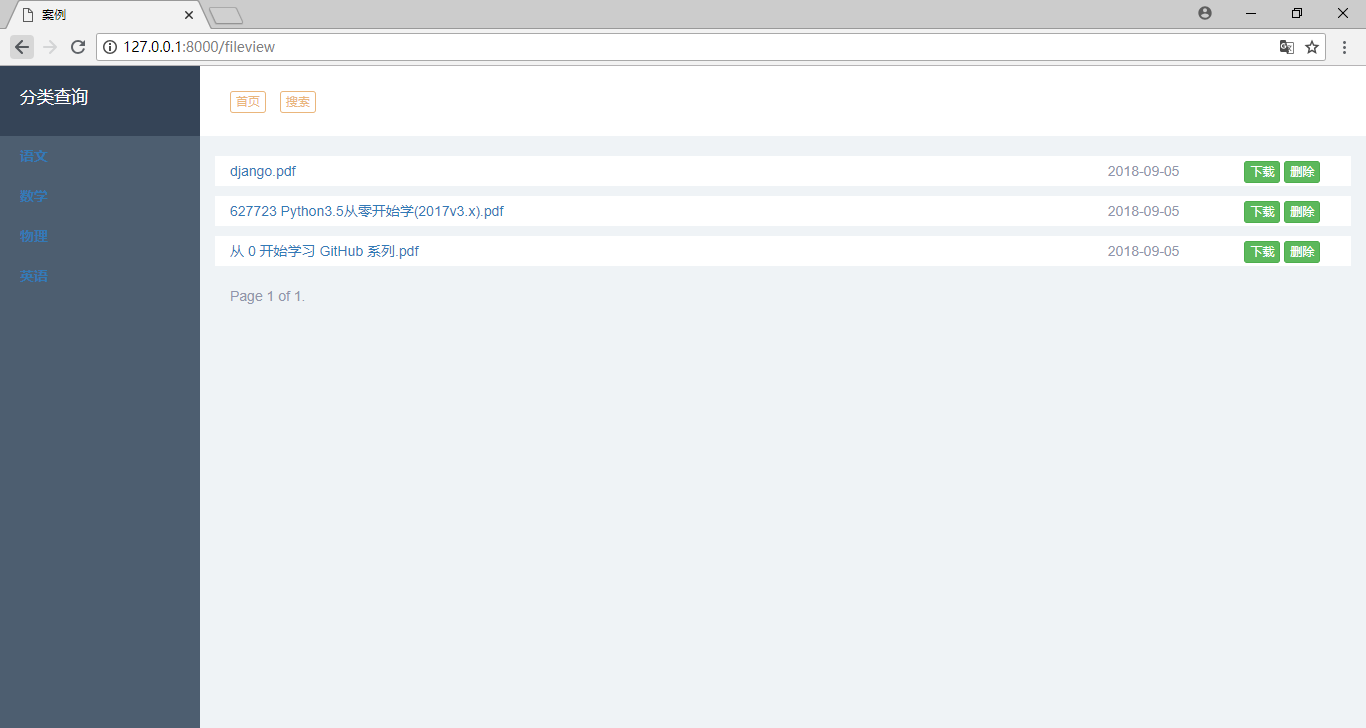 案例
127.0.0.1:8000/fileview
分类查询
首页 搜索
语文
数学
物理
英语
django.pdf 2018-09-05 下载 删除
627723 Python3.5从零开始学(2017v3.x).pdf 2018-09-05 下载 删除
从 0 开始学习 GitHub 系列.pdf 2018-09-05 下载 删除
Page 1 of 1.